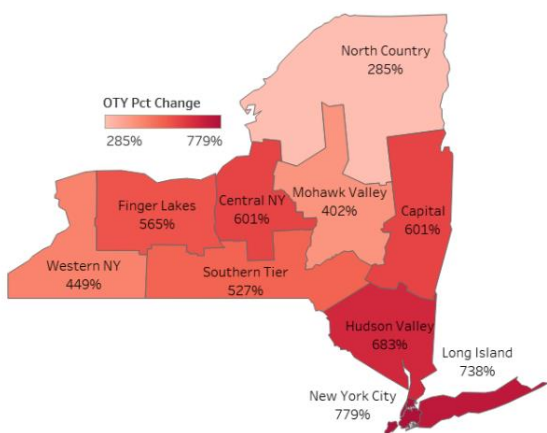 North Country
285%
OTY Pct Change
285%
779%
Finger Lakes
565%
Central NY
601%
Mohawk Valley
402%
Capital
601%
Western NY
449%
Southern Tier
527%
Hudson Valley
683%
Long Island
738%
New York City
779%